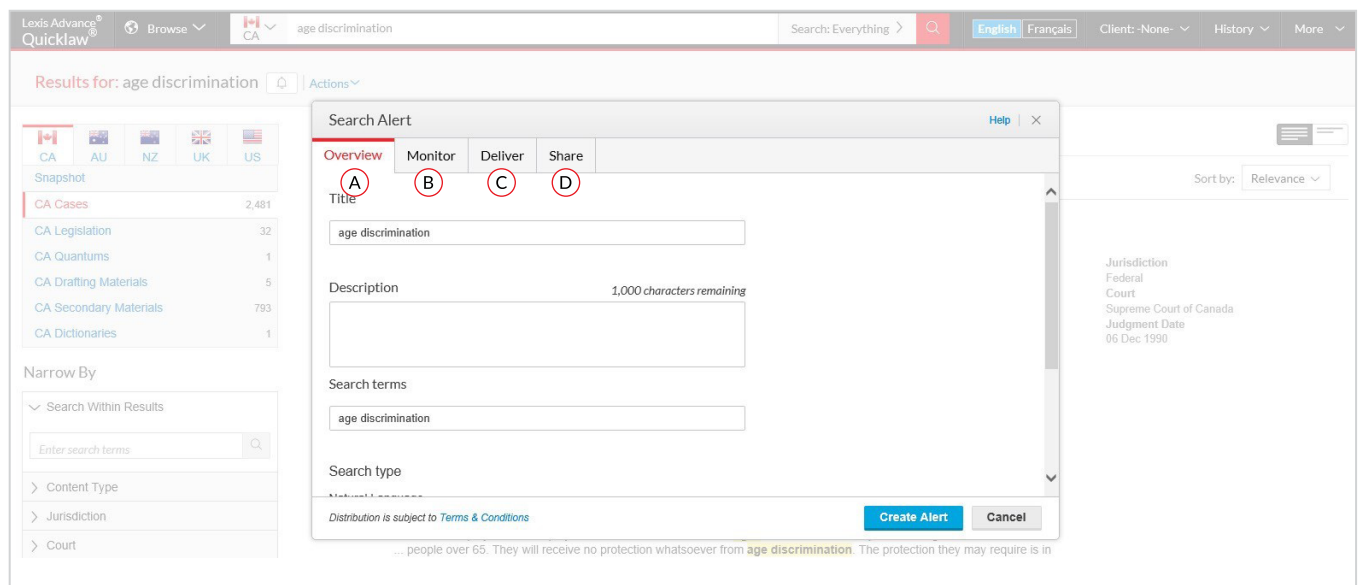 Lexis Advance®
Quicklaw®
Browse
CA
age discrimination
Search: Everything
English Français
Client: -None-
History
More
Results for: age discrimination
Actions
CA AU NZ UK US
Snapshot
CA Cases 2,481
CA Legislation 32
CA Quantums 1
CA Drafting Materials 5
CA Secondary Materials 793
CA Dictionaries 1
Narrow By
Search Within Results
Enter search terms
Content Type
Jurisdiction
Court
Search Alert
Help
Overview Monitor Deliver Share
A B C D
Title
age discrimination
Description 1,000 characters remaining
Search terms
age discrimination
Search type
Natural Language
Distribution is subject to Terms & Conditions
Create Alert Cancel
Sort by: Relevance
Jurisdiction
Federal
Court
Supreme Court of Canada
Judgment Date
06 Dec 1990
... people over 65. They will receive no protection whatsoever from age discrimination. The protection they may require is in